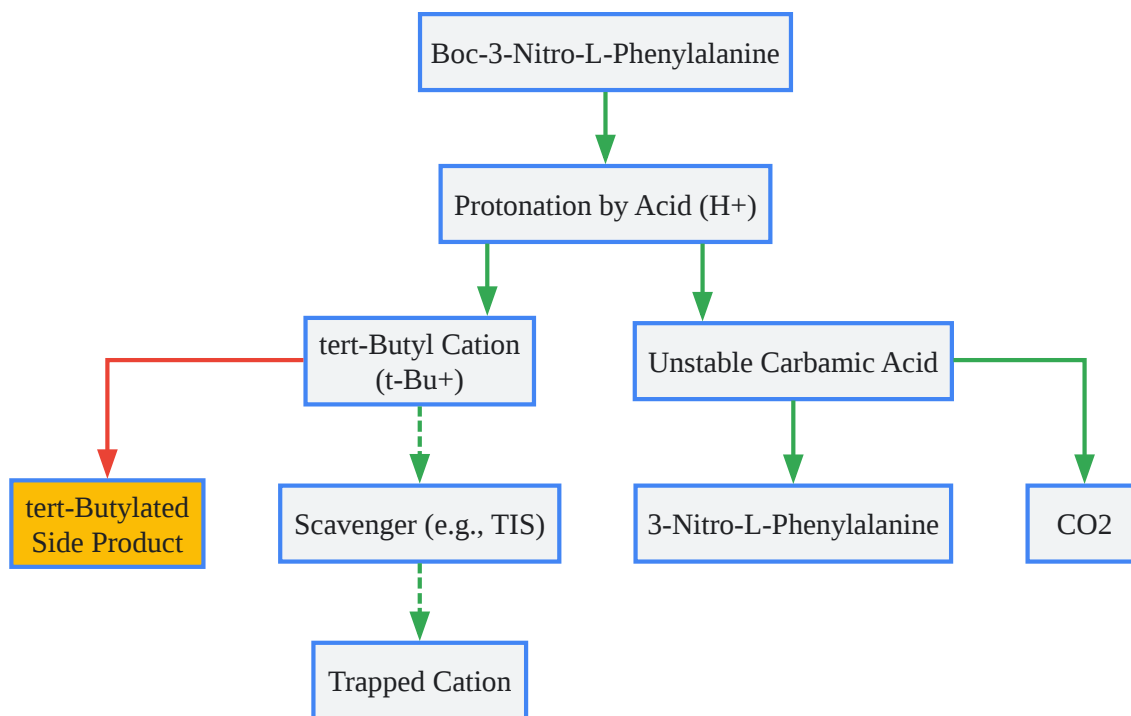 Boc-3-Nitro-L-Phenylalanine
Protonation by Acid (H+)
tert-Butyl Cation
(t-Bu+)
Unstable Carbamic Acid
tert-Butylated
Side Product
Scavenger (e.g., TIS)
3-Nitro-L-Phenylalanine
CO2
Trapped Cation